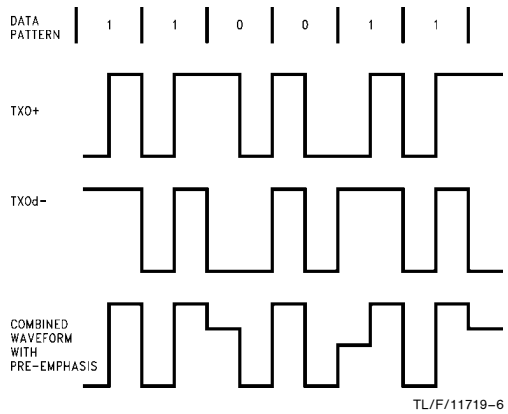 DATA
PATTERN
1 1 0 0 1 1
TXO+
TXOd-
COMBINED
WAVEFORM
WITH
PRE-EMPHASIS
TL/F/11719-6